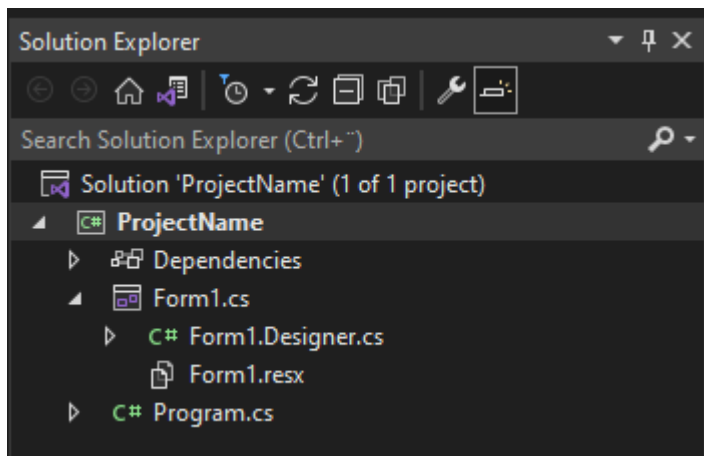 Solution Explorer
Search Solution Explorer (Ctrl+¨)
Solution 'ProjectName' (1 of 1 project)
C# ProjectName
Dependencies
Form1.cs
C# Form1.Designer.cs
Form1.resx
C# Program.cs